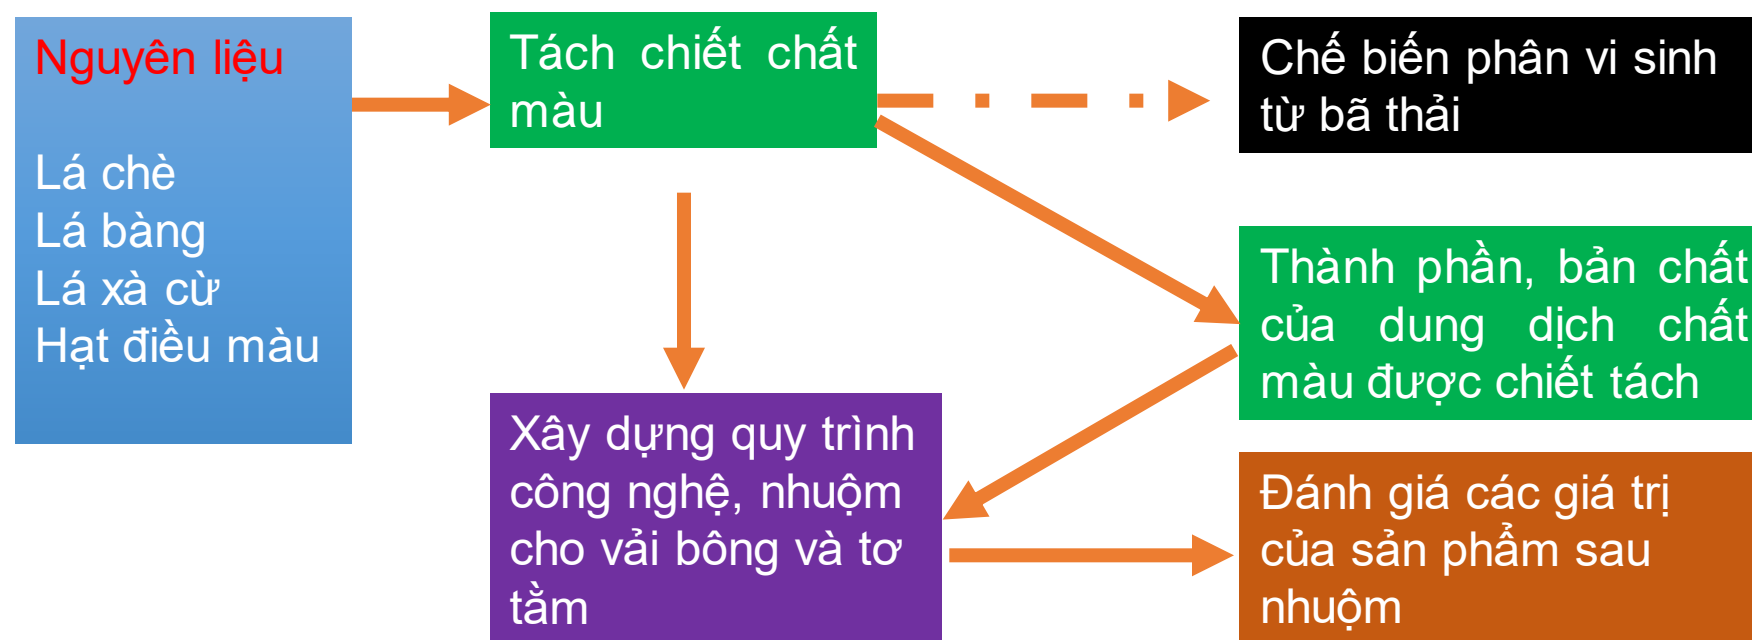 Nguyên liệu
Lá chè
Lá bàng
Lá xà cừ
Hạt điều màu
Tách chiết chất
màu
Chế biến phân vi sinh
từ bã thải
Thành phần, bản chất
của dung dịch chất
màu được chiết tách
Xây dựng quy trình
công nghệ, nhuộm
cho vải bông và tơ
tằm
Đánh giá các giá trị
của sản phẩm sau
nhuộm